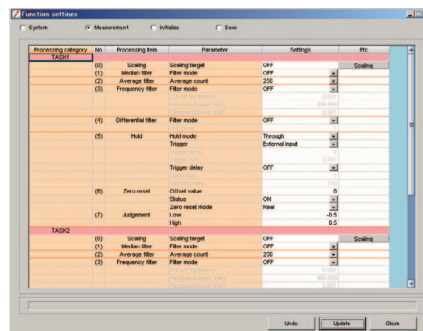 Function settings
System Measurement Initialize Save
Processing category No Processing item Parameter Settings Etc
TASK1
(0) Scaling Scaling target OFF Scaling
(1) Median filter Filter mode OFF
(2) Average filter Average count 256
(3) Frequency filter Filter mode OFF
(4) Differential filter Filter mode OFF
(5) Hold Hold mode Through
Trigger External input
Trigger delay OFF
(6) Zero reset Offset value 0
Status ON
Zero reset mode Real
(7) Judgement Low -0.5
High 0.5
TASK2
(0) Scaling Scaling target OFF Scaling
(1) Median filter Filter mode OFF
(2) Average filter Average count 256
(3) Frequency filter Filter mode OFF
Undo Update Close